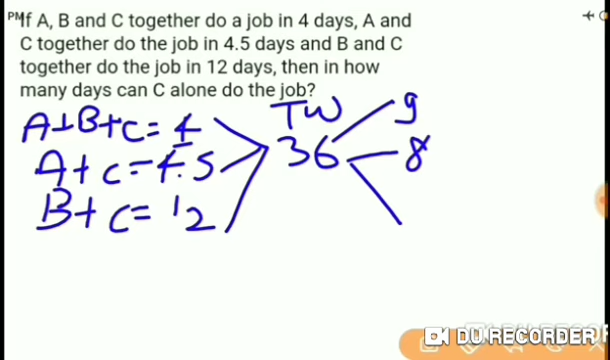 PM If A, B and C together do a job in 4 days, A and
C together do the job in 4.5 days and B and C
together do the job in 12 days, then in how
many days can C alone do the job?
A+B+C=4
A+C=4.5
B+C=12
TW
36
9
8
DU RECORDER